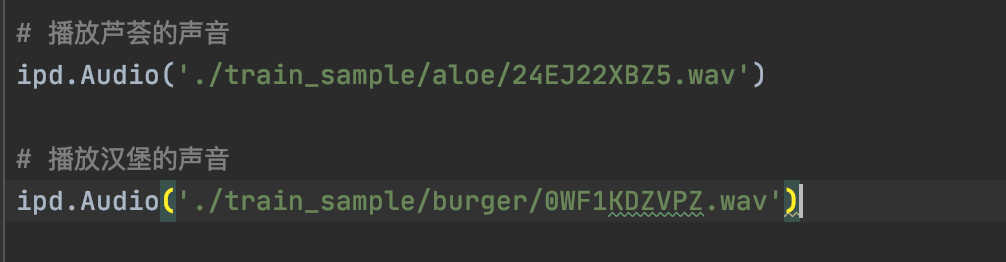 # 播放芦荟的声音
ipd.Audio('./train_sample/aloe/24EJ22XBZ5.wav')
# 播放汉堡的声音
ipd.Audio('./train_sample/burger/0WF1KDZVPZ.wav')